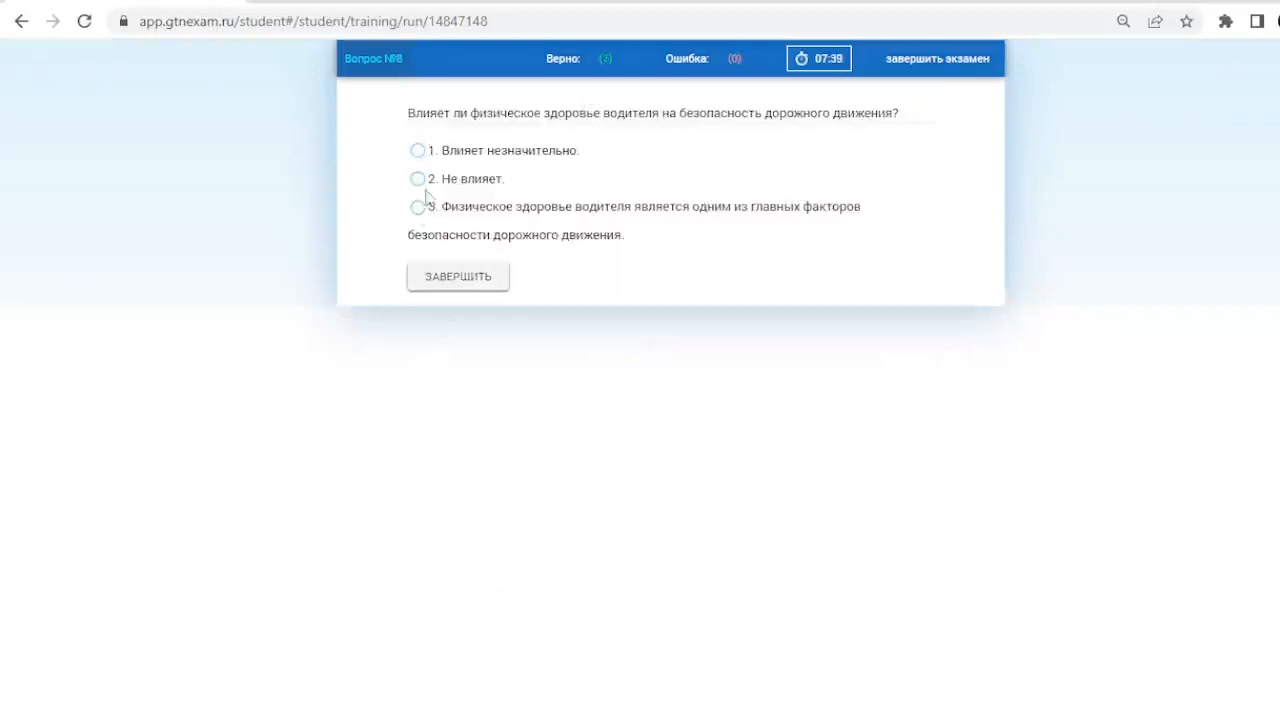 app.gtnexam.ru/student#/student/training/run/14847148
Вопрос №8 Верно: Ошибка: (0) 07:39 завершить экзамен
Влияет ли физическое здоровье водителя на безопасность дорожного движения?
1. Влияет незначительно.
2. Не влияет.
3. Физическое здоровье водителя является одним из главных факторов
безопасности дорожного движения.
ЗАВЕРШИТЬ